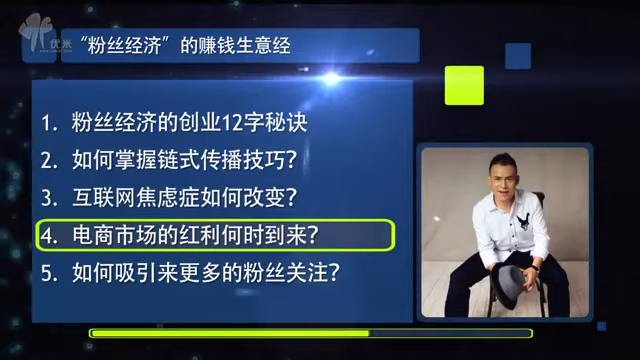 优米
“粉丝经济”的赚钱生意经
1. 粉丝经济的创业12字秘诀
2. 如何掌握链式传播技巧?
3. 互联网焦虑症如何改变?
4. 电商市场的红利何时到来?
5. 如何吸引来更多的粉丝关注?